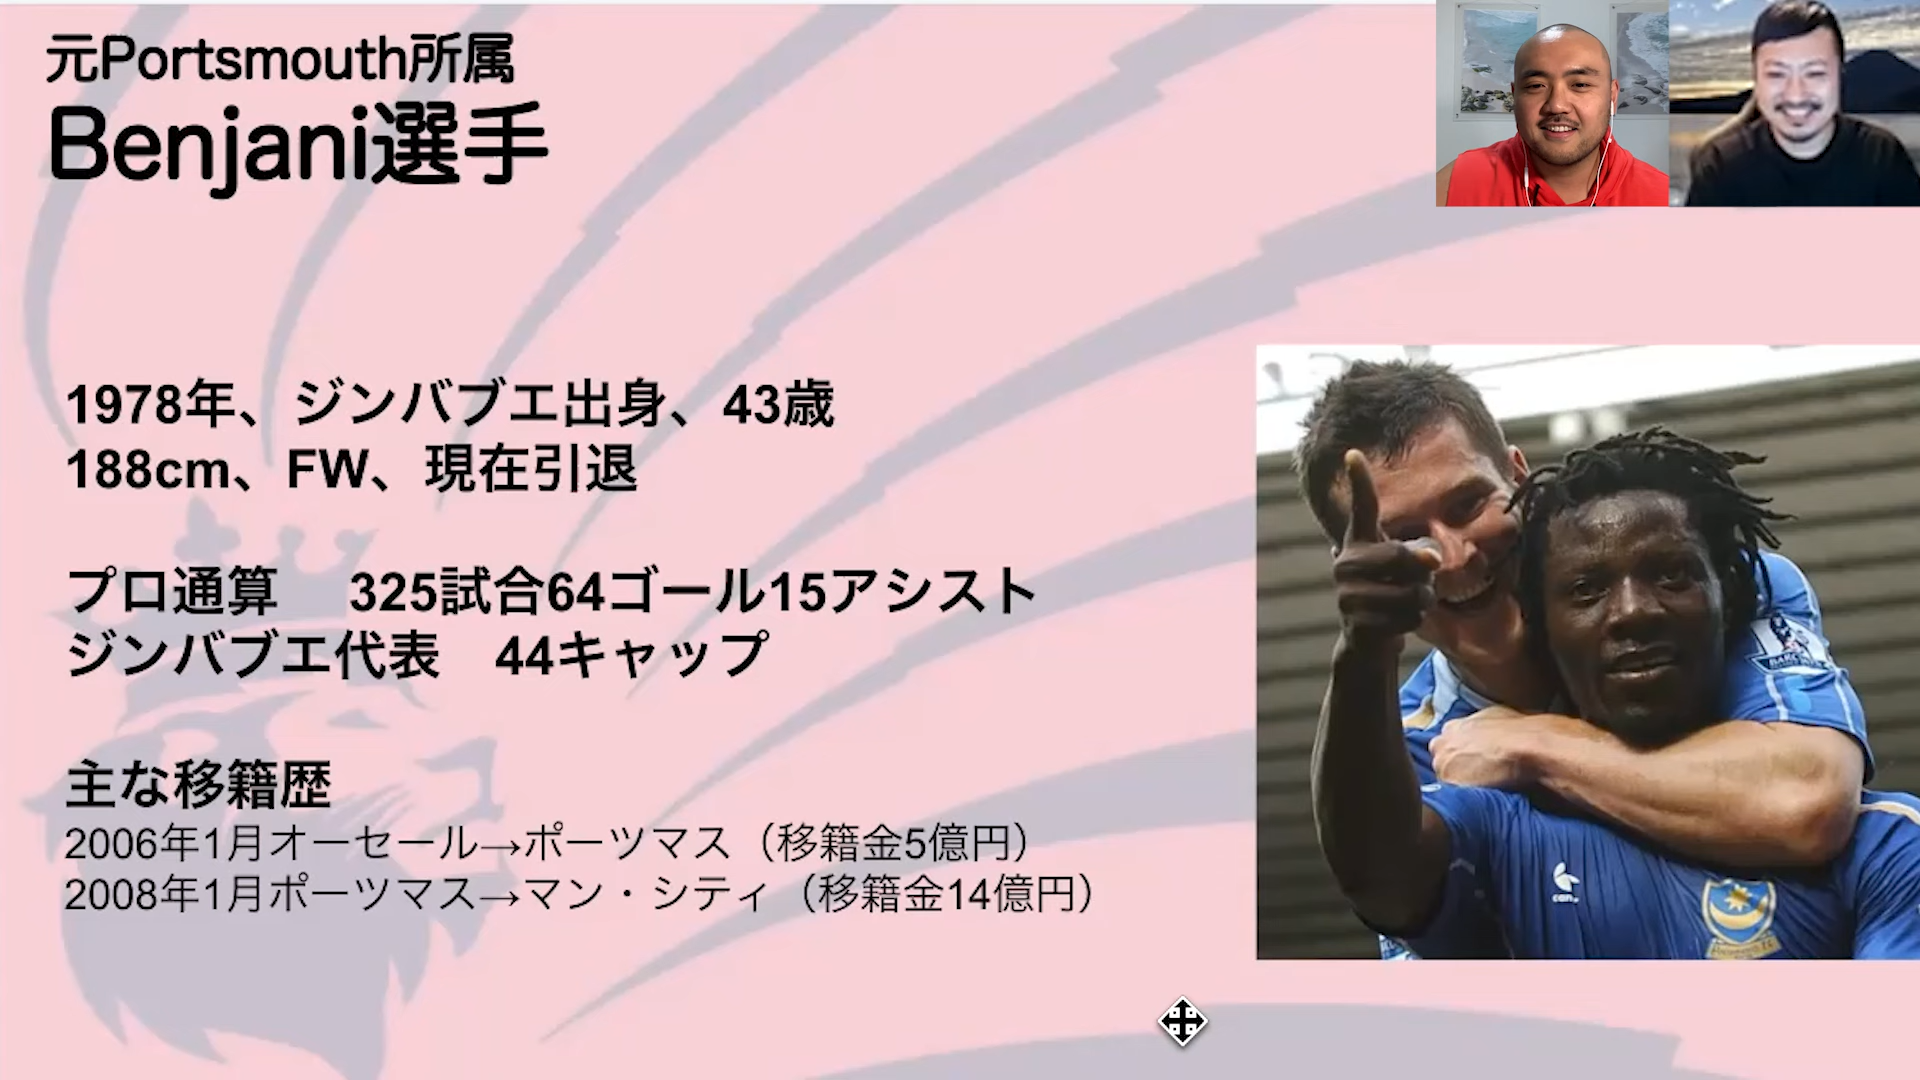 元Portsmouth所属
Benjani選手
1978年、ジンバブエ出身、43歳
188cm、FW、現在引退
プロ通算　325試合64ゴール15アシスト
ジンバブエ代表　44キャップ
主な移籍歴
2006年1月オーセール→ポーツマス（移籍金5億円）
2008年1月ポーツマス→マン・シティ（移籍金14億円）